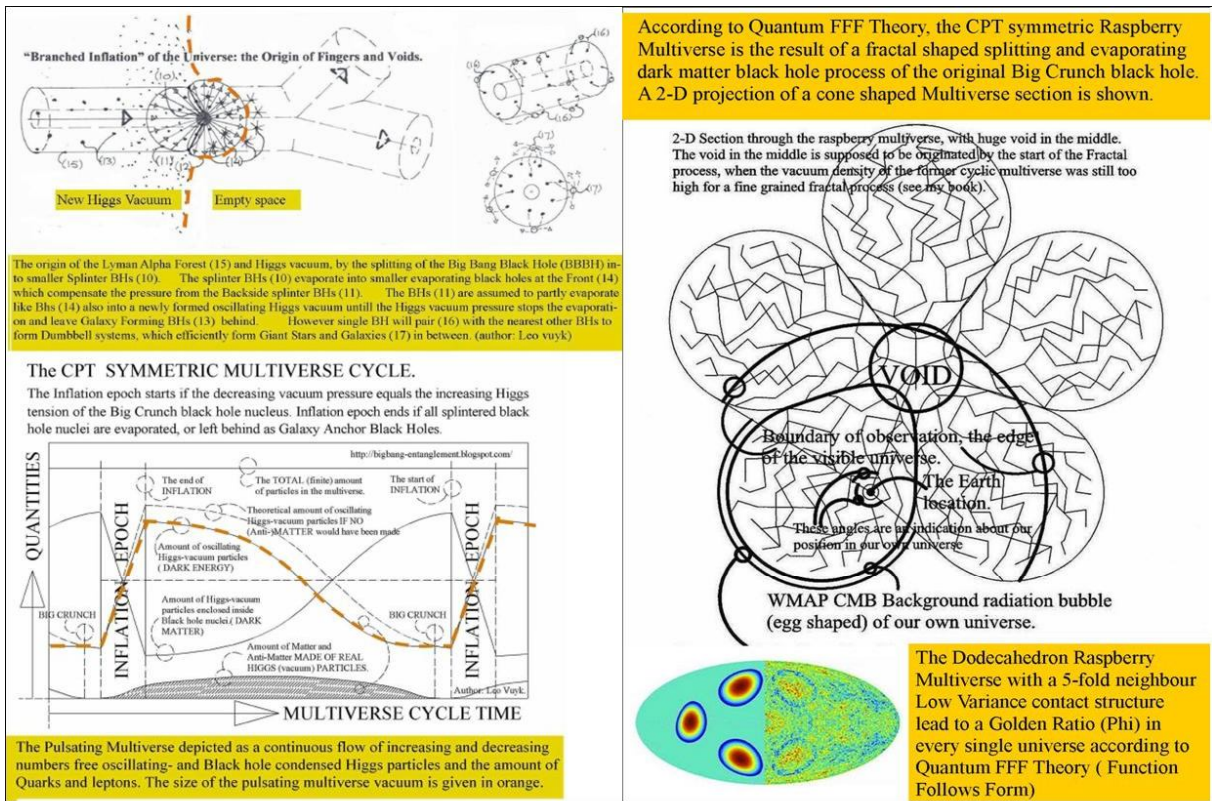 "Branched Inflation" of the Universe: the Origin of Fingers and Voids.
(10)
(15)
(13)
(11)
(12)
(14)
(16)
(18)
(16)
(17)
(17)
New Higgs Vacuum
Empty space
The origin of the Lyman Alpha Forest (15) and Higgs vacuum, by the splitting of the Big Bang Black Hole (BBBH) in-
to smaller Splinter BHs (10). The splinter BHs (10) evaporate into smaller evaporating black holes at the Front (14)
which compensate the pressure from the Backside splinter BHs (11). The BHs (11) are assumed to partly evaporate
like Bhs (14) also into a newly formed oscillating Higgs vacuum untill the Higgs vacuum pressure stops the evaporati-
on and leave Galaxy Forming BHs (13) behind. However single BH will pair (16) with the nearest other BHs to
form Dumbbell systems, which efficiently form Giant Stars and Galaxies (17) in between. (author: Leo vuyk)
The CPT SYMMETRIC MULTIVERSE CYCLE.
The Inflation epoch starts if the decreasing vacuum pressure equals the increasing Higgs
tension of the Big Crunch black hole nucleus. Inflation epoch ends if all splintered black
hole nuclei are evaporated, or left behind as Galaxy Anchor Black Holes.
QUANTITIES
http://bigbang-entanglement.blogspot.com/
The end of
INFLATION
The TOTAL (finite) amount
of particles in the multiverse.
The start of
INFLATION
Theoretical amount of oscillating
Higgs-vacuum particles IF NO
(Anti-)MATTER would have been made
Amount of oscillating
Higgs-vacuum particles
( DARK ENERGY)
INFLATION EPOCH
INFLATION EPOCH
BIG CRUNCH
Amount of Higgs-vacuum
particles enclosed inside
Black hole nuclei.( DARK
MATTER)
BIG CRUNCH
Amount of Matter and
Anti-Matter MADE OF REAL
HIGGS (vacuum) PARTICLES.
Author: Leo Vuyk.
MULTIVERSE CYCLE TIME
The Pulsating Multiverse depicted as a continuous flow of increasing and decreasing
numbers free oscillating- and Black hole condensed Higgs particles and the amount of
Quarks and leptons. The size of the pulsating multiverse vacuum is given in orange.
According to Quantum FFF Theory, the CPT symmetric Raspberry
Multiverse is the result of a fractal shaped splitting and evaporating
dark matter black hole process of the original Big Crunch black hole.
A 2-D projection of a cone shaped Multiverse section is shown.
2-D Section through the raspberry multiverse, with huge void in the middle.
The void in the middle is supposed to be originated by the start of the Fractal
process, when the vacuum density of the former cyclic multiverse was still too
high for a fine grained fractal process (see my book).
VOID
Boundary of observation, the edge
of the visible universe.
The Earth
location.
These angles are an indication about our
position in our own universe
WMAP CMB Background radiation bubble
(egg shaped) of our own universe.
The Dodecahedron Raspberry
Multiverse with a 5-fold neighbour
Low Variance contact structure
lead to a Golden Ratio (Phi) in
every single universe according to
Quantum FFF Theory ( Function
Follows Form)